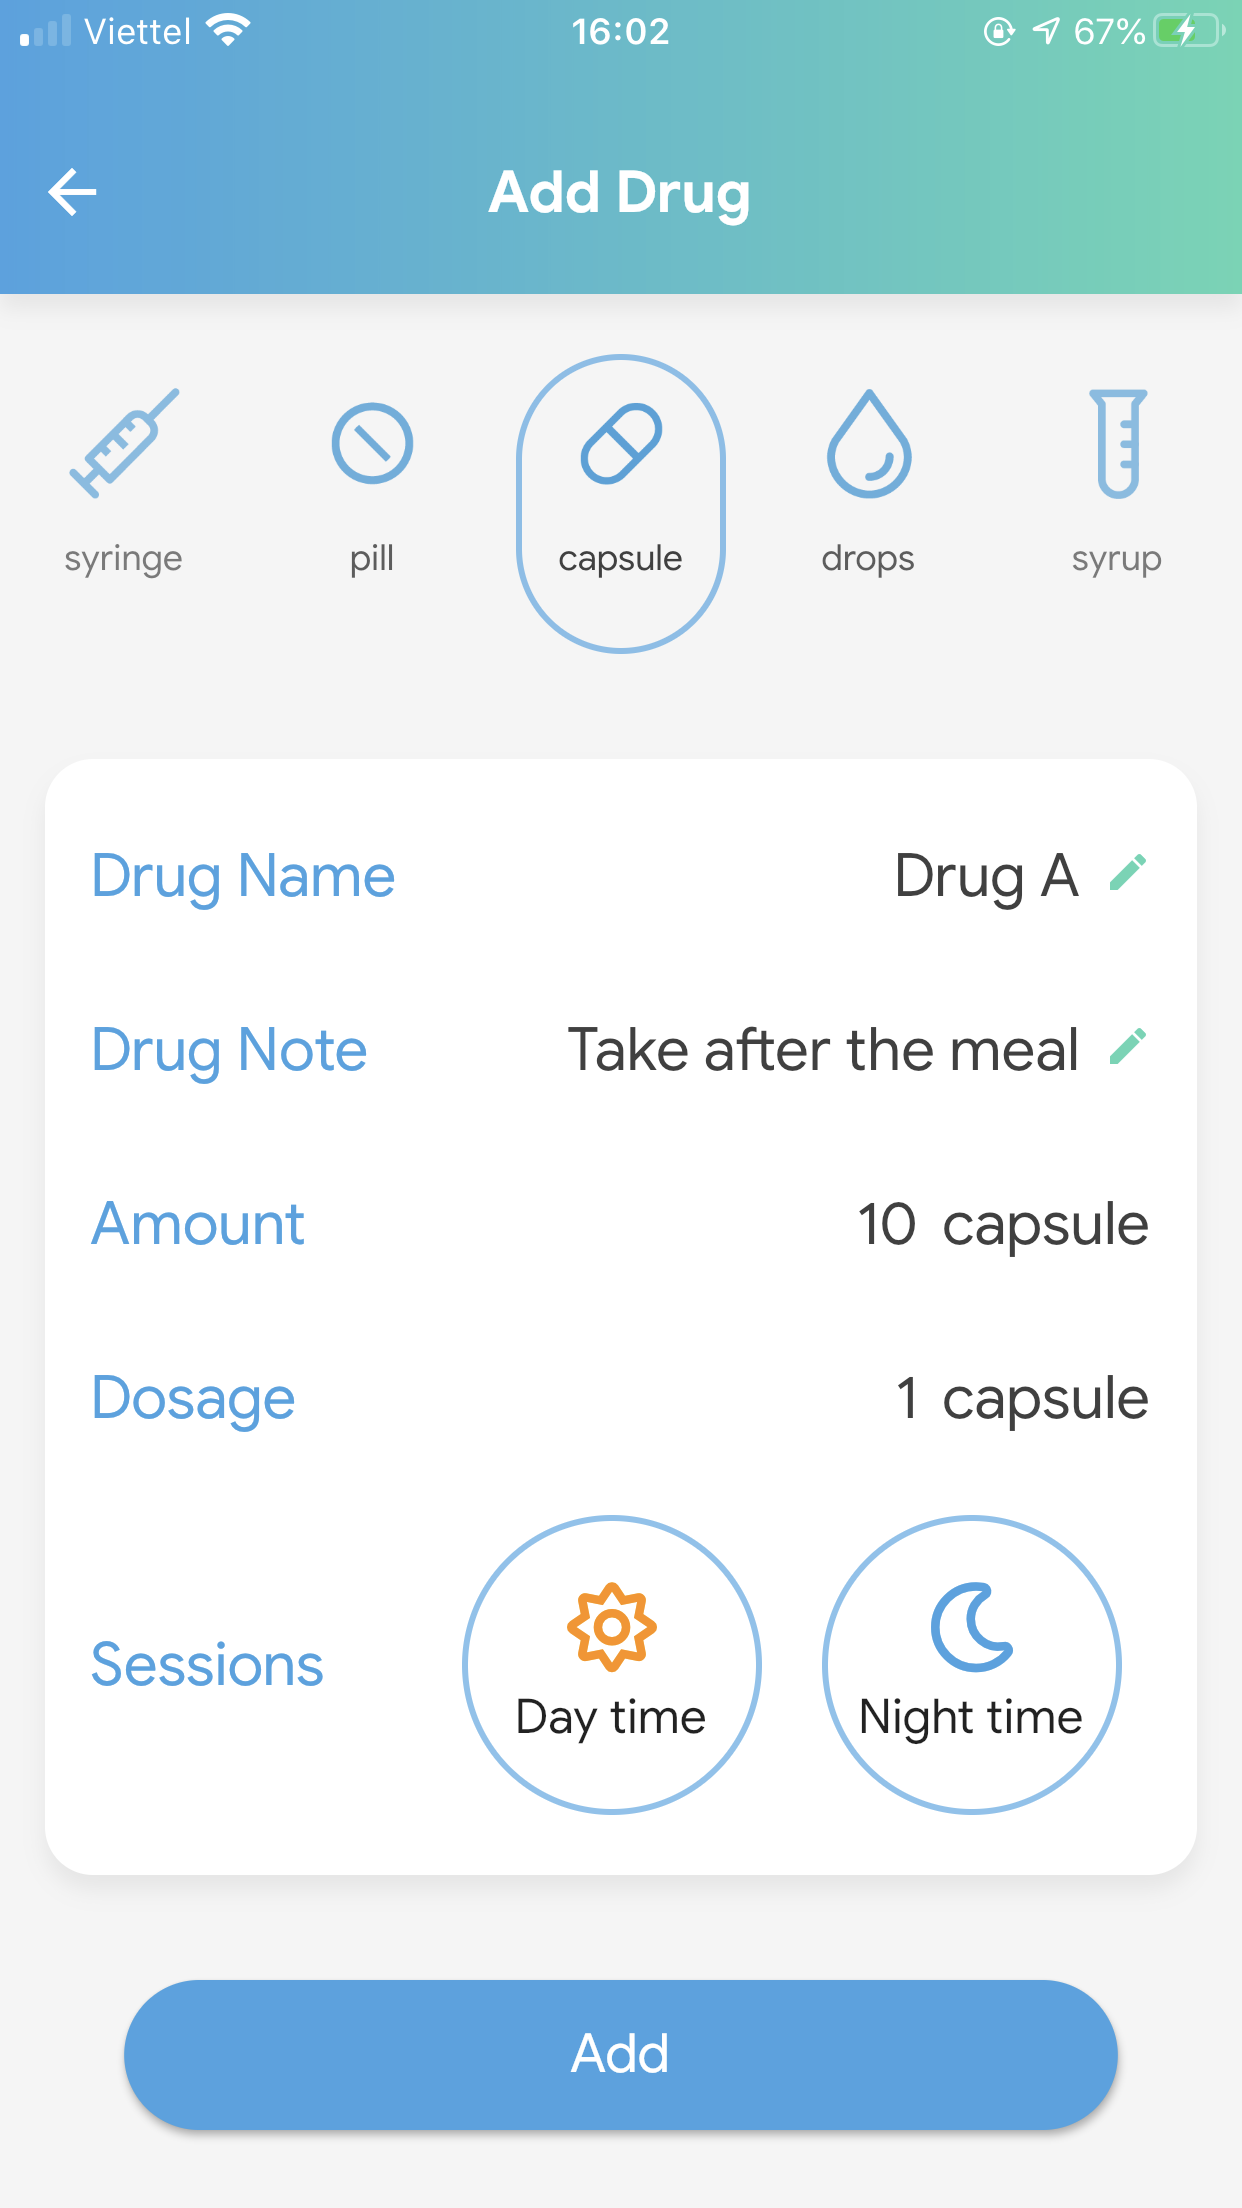 Viettel 16:02 67%
Add Drug
syringe pill capsule drops syrup
Drug Name Drug A
Drug Note Take after the meal
Amount 10 capsule
Dosage 1 capsule
Sessions Day time Night time
Add